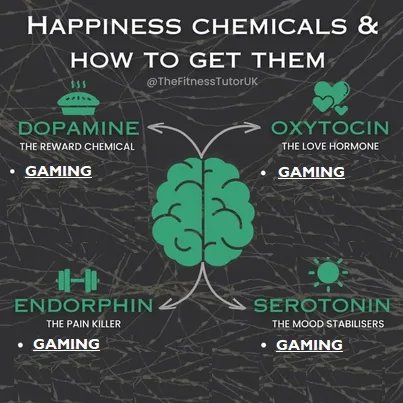 HAPPINESS CHEMICALS &
HOW TO GET THEM
@TheFitnessTutorUK
DOPAMINE
THE REWARD CHEMICAL
• GAMING
OXYTOCIN
THE LOVE HORMONE
• GAMING
ENDORPHIN
THE PAIN KILLER
• GAMING
SEROTONIN
THE MOOD STABILISERS
• GAMING